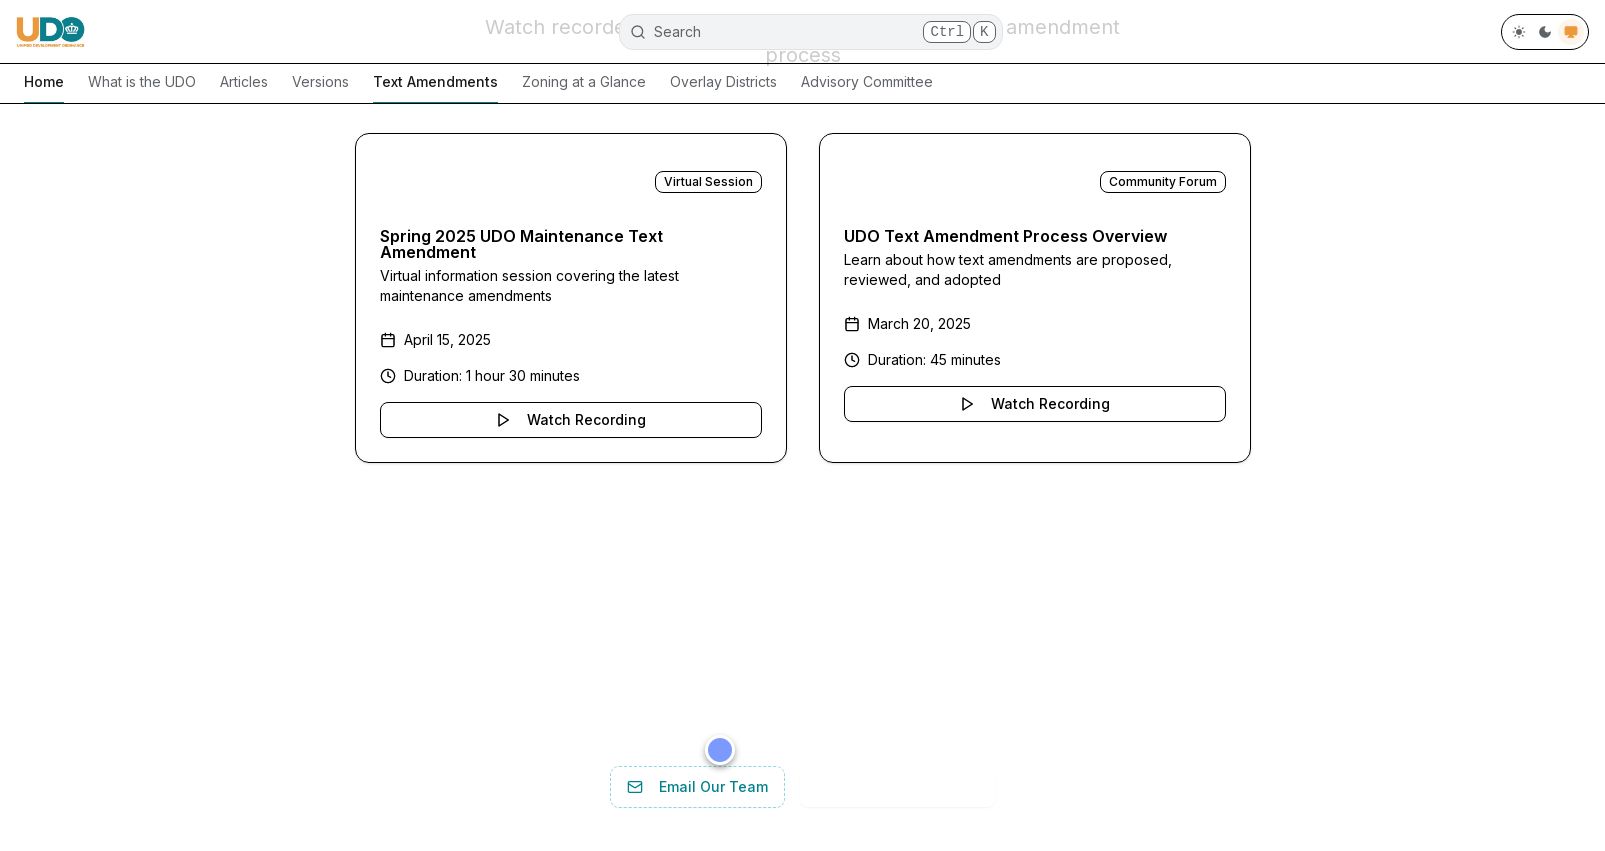 UDO
UNIFIED DEVELOPMENT ORDINANCE
Watch recorde
amendment
process
Search
Ctrl K
Home
What is the UDO
Articles
Versions
Text Amendments
Zoning at a Glance
Overlay Districts
Advisory Committee
Virtual Session
Spring 2025 UDO Maintenance Text
Amendment
Virtual information session covering the latest
maintenance amendments
April 15, 2025
Duration: 1 hour 30 minutes
Watch Recording
Community Forum
UDO Text Amendment Process Overview
Learn about how text amendments are proposed,
reviewed, and adopted
March 20, 2025
Duration: 45 minutes
Watch Recording
Email Our Team